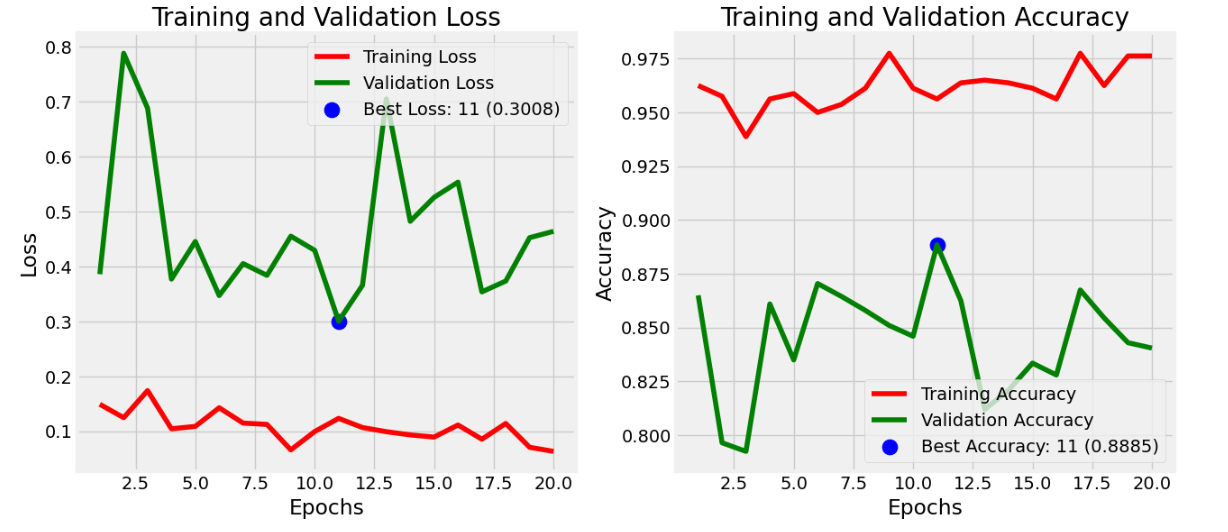 Training and Validation Loss
Training Loss
Validation Loss
Best Loss: 11 (0.3008)
0.8
0.7
0.6
0.5
0.4
0.3
0.2
0.1
Loss
2.5 5.0 7.5 10.0 12.5 15.0 17.5 20.0
Epochs
Training and Validation Accuracy
0.975
0.950
0.925
0.900
0.875
0.850
0.825
0.800
Accuracy
Training Accuracy
Validation Accuracy
Best Accuracy: 11 (0.8885)
2.5 5.0 7.5 10.0 12.5 15.0 17.5 20.0
Epochs